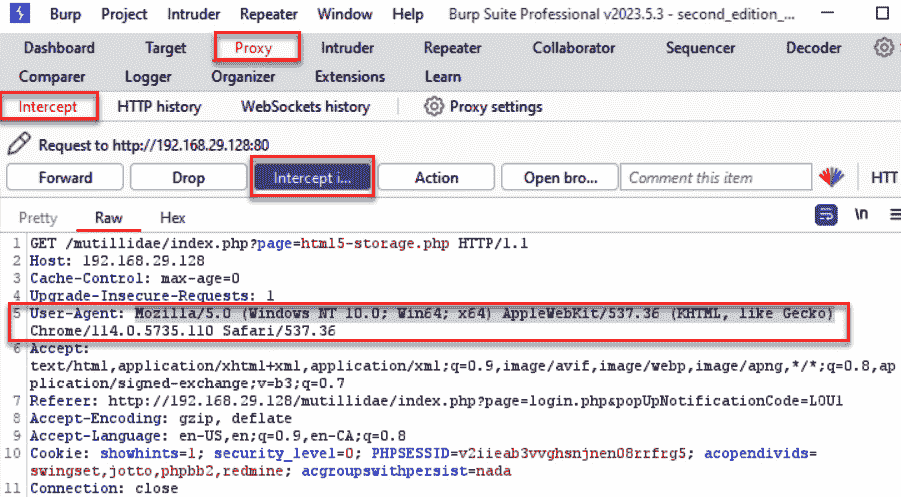 Burp Project Intruder Repeater Window Help Burp Suite Professional v2023.5.3 - second_edition_...
Dashboard Target Proxy Intruder Repeater Collaborator Sequencer Decoder
Comparer Logger Organizer Extensions Learn
Intercept HTTP history WebSockets history Proxy settings
Request to http://192.168.29.128:80
Forward Drop Intercept i... Action Open bro... Comment this item HTT
Pretty Raw Hex \n
1 GET /mutillidae/index.php?page=html5-storage.php HTTP/1.1
2 Host: 192.168.29.128
3 Cache-Control: max-age=0
4 Upgrade-Insecure-Requests: 1
5 User-Agent: Mozilla/5.0 (Windows NT 10.0; Win64; x64) AppleWebKit/537.36 (KHTML, like Gecko)
Chrome/114.0.5735.110 Safari/537.36
6 Accept:
text/html,application/xhtml+xml,application/xml;q=0.9,image/avif,image/webp,image/apng,*/*;q=0.8,ap
plication/signed-exchange;v=b3;q=0.7
7 Referer: http://192.168.29.128/mutillidae/index.php?page=login.php&popUpNotificationCode=LOU1
8 Accept-Encoding: gzip, deflate
9 Accept-Language: en-US,en;q=0.9,en-CA;q=0.8
10 Cookie: showhints=1; security_level=0; PHPSESSID=v2iieab3vvghsnjnen08rrfrg5; acopendivids=
swingset,jotto,phpbb2,redmine; acgroupswithpersist=nada
11 Connection: close